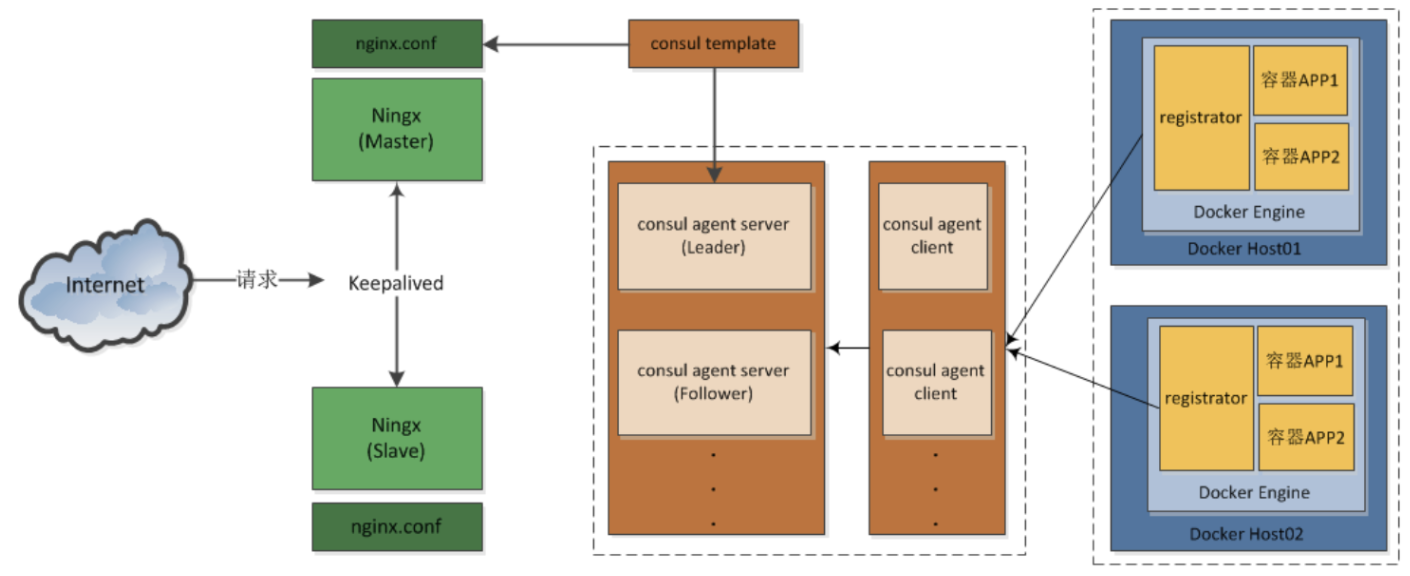 nginx.conf
consul template
Ningx
(Master)
Internet
请求
Keepalived
Ningx
(Slave)
nginx.conf
consul agent server
(Leader)
consul agent
client
consul agent server
(Follower)
consul agent
client
registrator
容器APP1
容器APP2
Docker Engine
Docker Host01
registrator
容器APP1
容器APP2
Docker Engine
Docker Host02